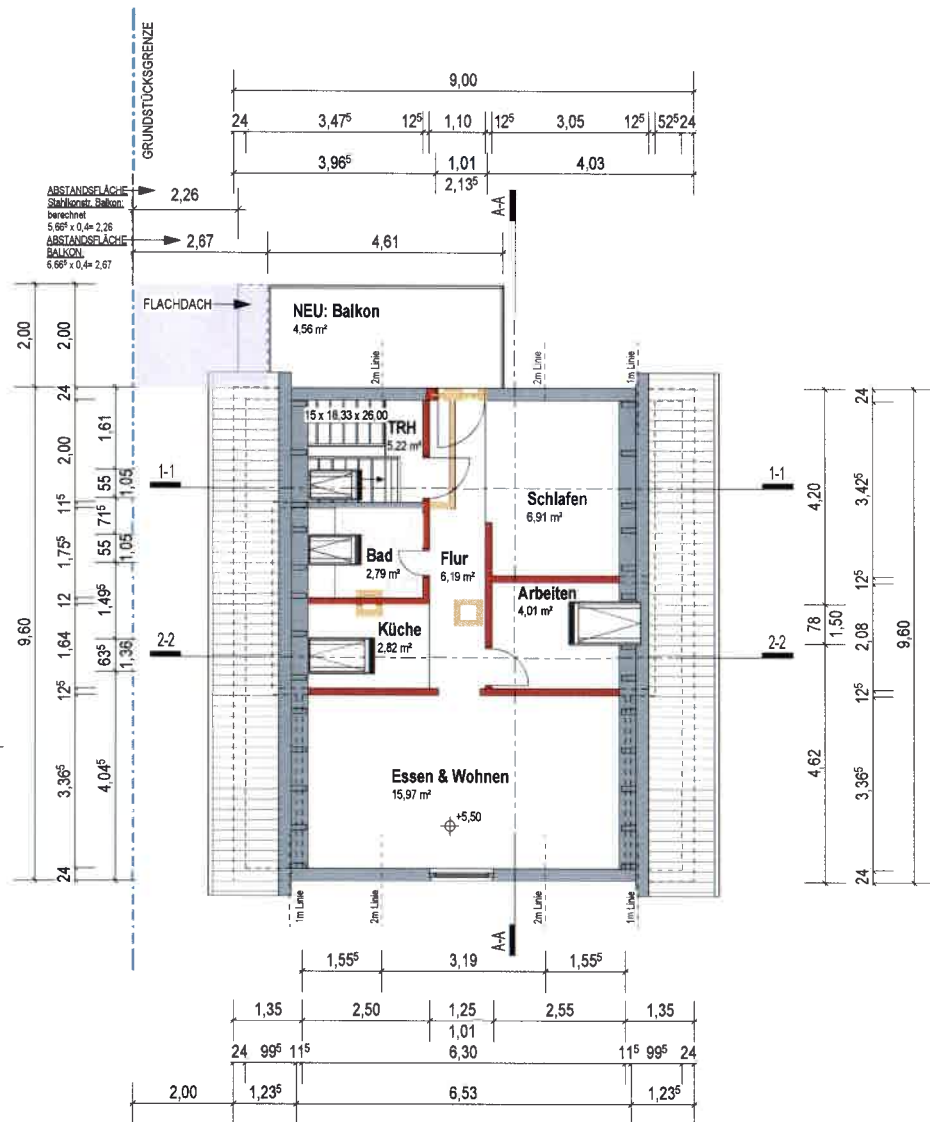 GRUNDSTÜCKSGRENZE
9,00
24 3,47⁵ 12⁵ 1,10 12⁵ 3,05 12⁵ 52⁵ 24
3,96⁵ 1,01 4,03
2,13⁵
A-A
ABSTANDSFLÄCHE
Stahlkonstr. Balkon:
berechnet
5,66⁵ x 0,4= 2,26
2,26
ABSTANDSFLÄCHE
BALKON:
6,66⁵ x 0,4= 2,67
2,67 4,61
FLACHDACH
NEU: Balkon
4,56 m²
2m Linie 2m Linie 1m Linie
15 x 18.33 x 26.00
TRH
5.22 m²
Schlafen
6,91 m²
1-1 1-1
Bad
2,79 m²
Flur
6,19 m²
Arbeiten
4,01 m²
Küche
2,82 m²
2-2 2-2
Essen & Wohnen
15,97 m²
+5,50
2,00
9,60
2,00
24
2,00
11⁵
1,75⁵
12
1,64
12⁵
3,36⁵
24
1,61
55
71⁵
55
1,49⁵
63⁵
4,04⁵
1,05
1,05
1,36
4,20
78
4,62
1,50
24
3,42⁵
12⁵
2,08
12⁵
3,36⁵
24
9,60
1m Linie 2m Linie 2m Linie 1m Linie
A-A
1,55⁵ 3,19 1,55⁵
1,35 2,50 1,25 2,55 1,35
1,01
24 99⁵ 11⁵ 6,30 11⁵ 99⁵ 24
2,00 1,23⁵ 6,53 1,23⁵